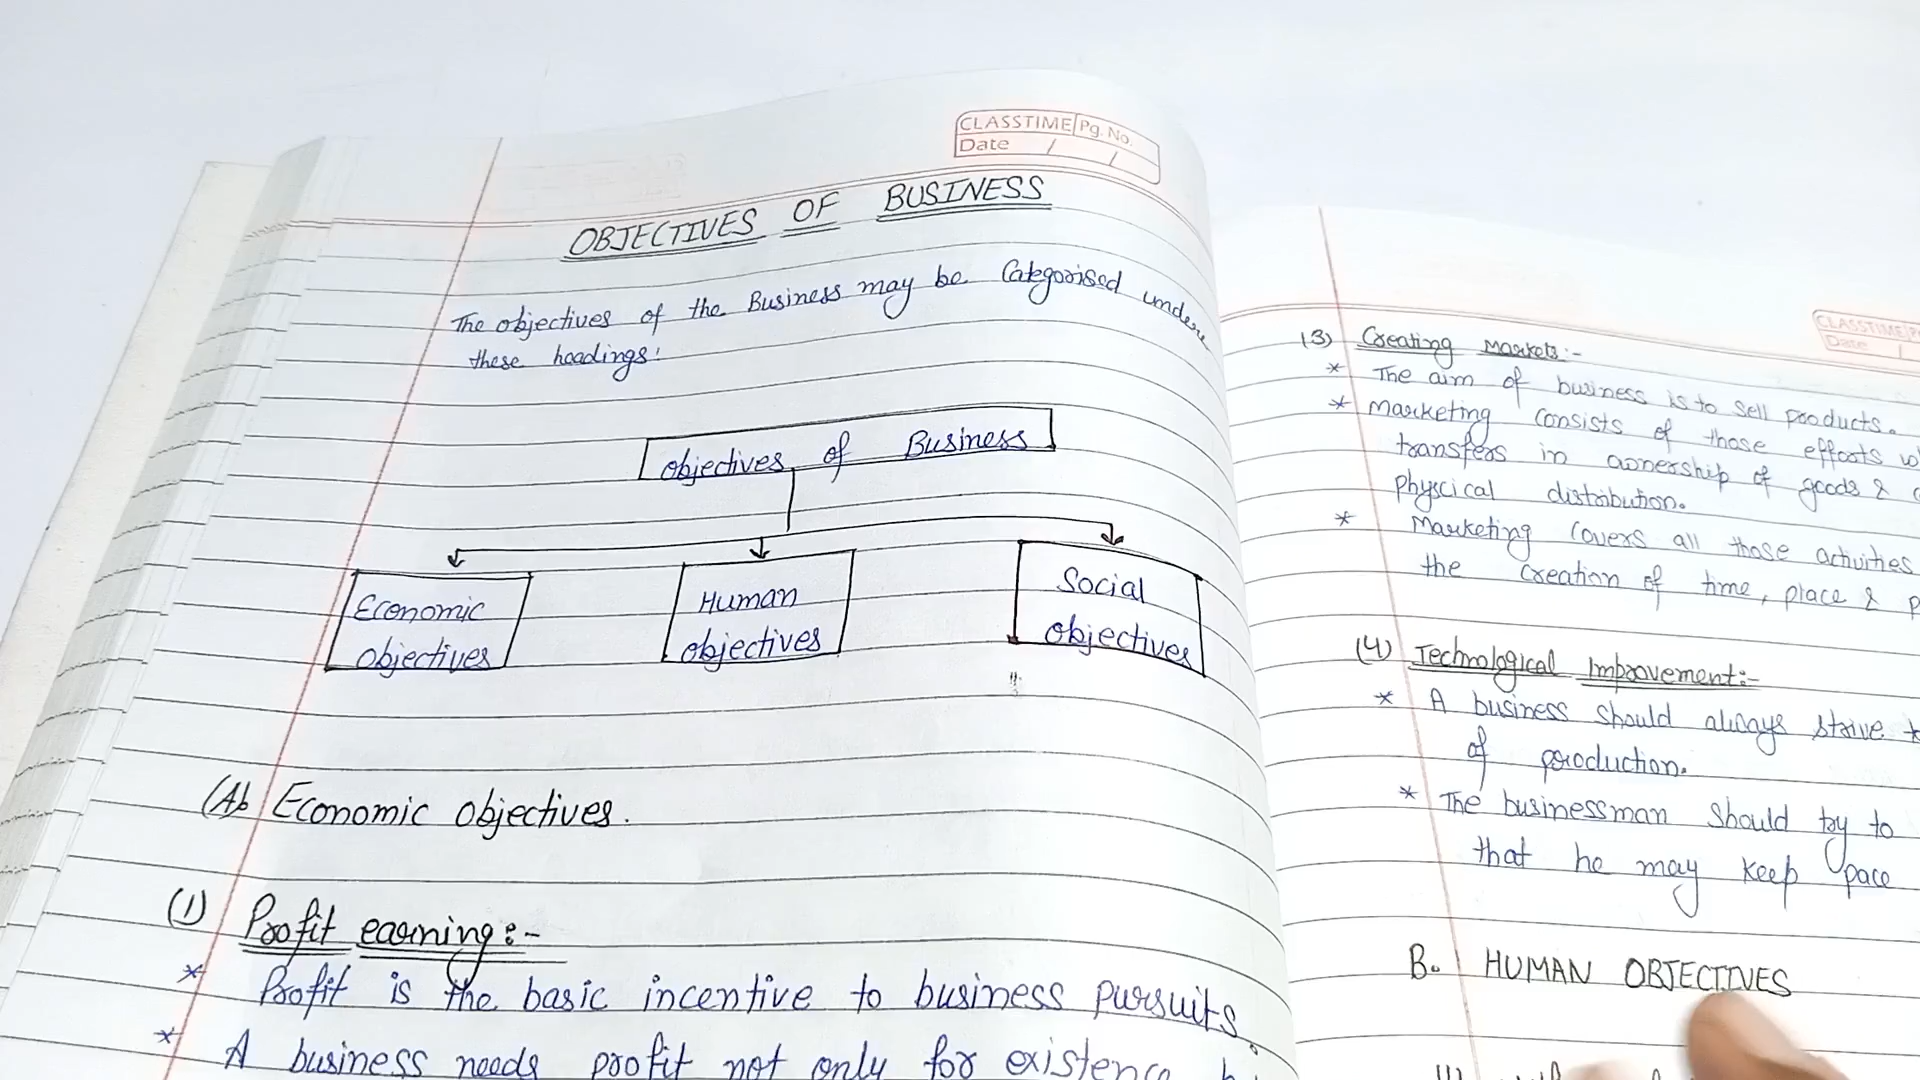 CLASSTIME Pg. No.
Date / /
OBJECTIVES OF BUSINESS
The objectives of the Business may be Categorised under
these headings:
objectives of Business
Economic
objectives
Human
objectives
Social
objectives
(A) Economic objectives.
(1) Profit earning:-
* Profit is the basic incentive to business pursuits.
* A business needs profit not only for existence
CLASSTIME
Date /
(3) Creating Markets:-
* The aim of business is to sell products.
* Marketing consists of those efforts
transfers in ownership of goods &
physcical distribution.
* Marketing covers all those activities
the creation of time, place &
(4) Technological Improvement:-
* A business should always strive
of production.
* The businessman should try to
that he may keep pace
B. HUMAN OBJECTIVES